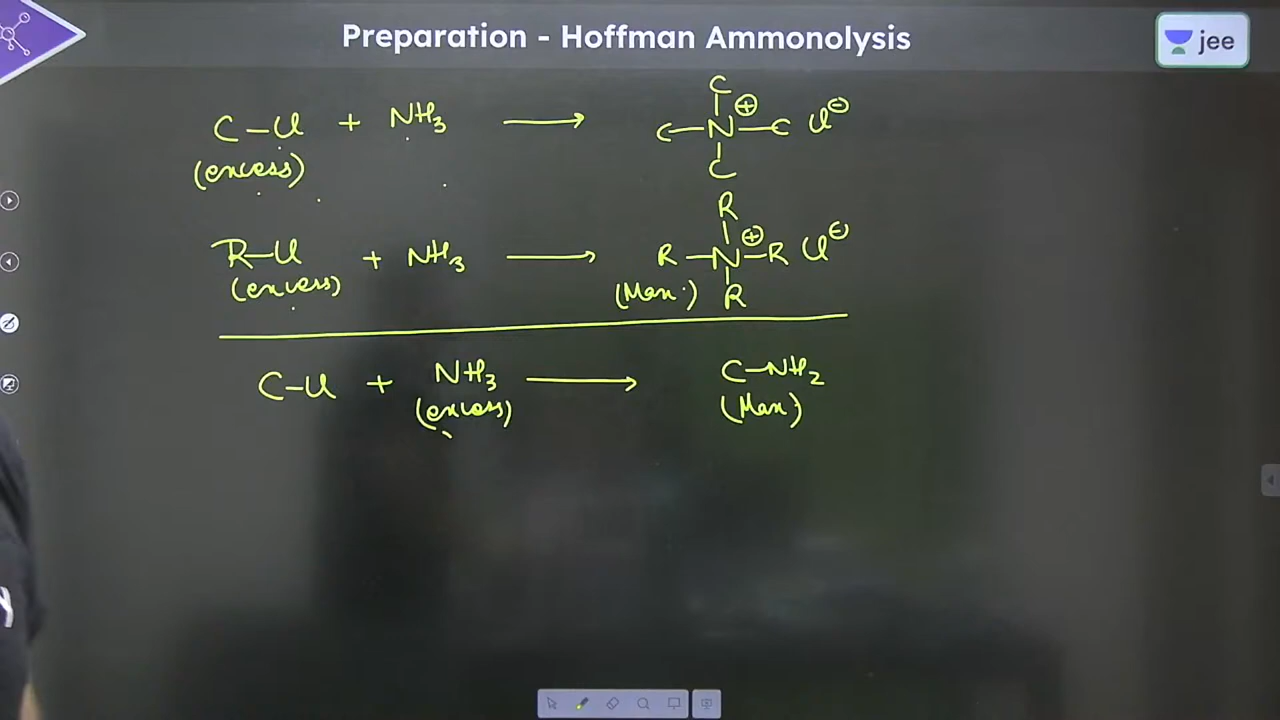 Preparation - Hoffman Ammonolysis
jee
C-Cl + NH3 → C-N⊕-C Cl⊖
C
C
(excess)
R
R-Cl + NH3 → R-N⊕-R Cl⊖
(excess) (Max.) R
C-Cl + NH3 → C-NH2
(excess) (Max)